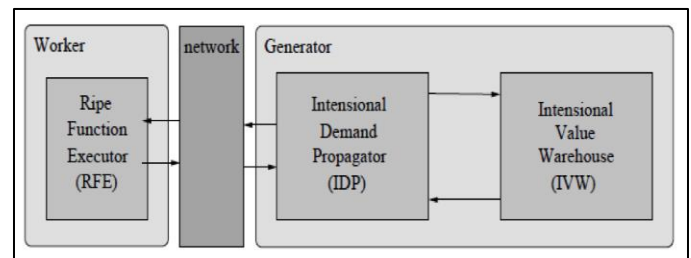 Worker
network
Generator
Ripe
Function
Executor
(RFE)
Intensional
Demand
Propagator
(IDP)
Intensional
Value
Warehouse
(IVW)